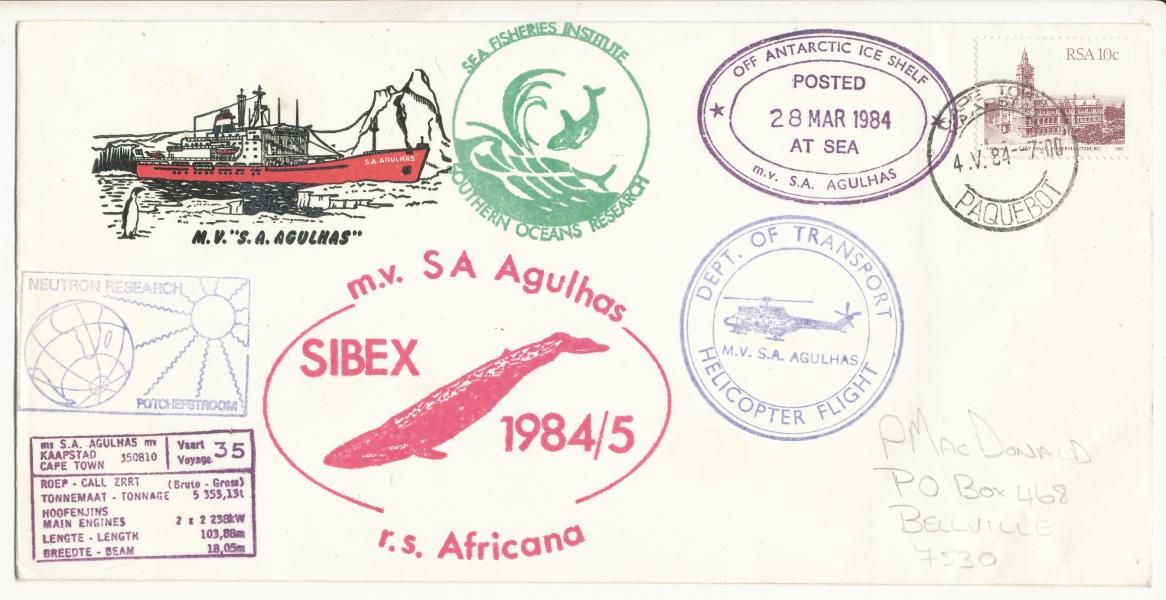 S.A. AGULHAS
M.V. "S.A. AGULHAS"
SEA FISHERIES INSTITUTE
SOUTHERN OCEANS RESEARCH
OFF ANTARCTIC ICE SHELF
POSTED
28 MAR 1984
AT SEA
m.v. S.A. AGULHAS
RSA 10c
4.V.84-7.00
PAQUEBOT
NEUTRON RESEARCH
POTCHEFSTROOM
m.v. SA Agulhas
SIBEX
1984/5
r.s. Africana
DEPT. OF TRANSPORT
M.V. S.A. AGULHAS
HELICOPTER FLIGHT
ms S.A. AGULHAS mv
KAAPSTAD
CAPE TOWN 350810
Vaart
Voyage 35
ROEP - CALL ZRRT (Bruto - Gross)
TONNEMAAT - TONNAGE 5 353,13t
HOOFENJINS
MAIN ENGINES 2 x 2 238kW
LENGTE - LENGTH 103,88m
BREEDTE - BEAM 18,05m
P MacDonald
PO Box 468
Bellville
7530